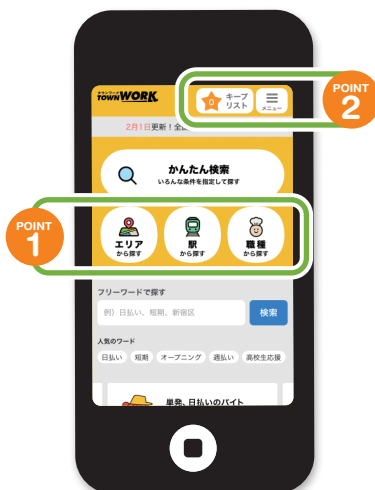 タウンワーク
TOWNWORK
0
キープ
リスト
メニュー
POINT
2
2月1日更新！全
かんたん検索
いろんな条件を指定して探す
POINT
1
エリア
から探す
駅
から探す
職種
から探す
フリーワードで探す
例）日払い、短期、新宿区
検索
人気のワード
日払い
短期
オープニング
週払い
高校生応援
単発、日払いのバイト